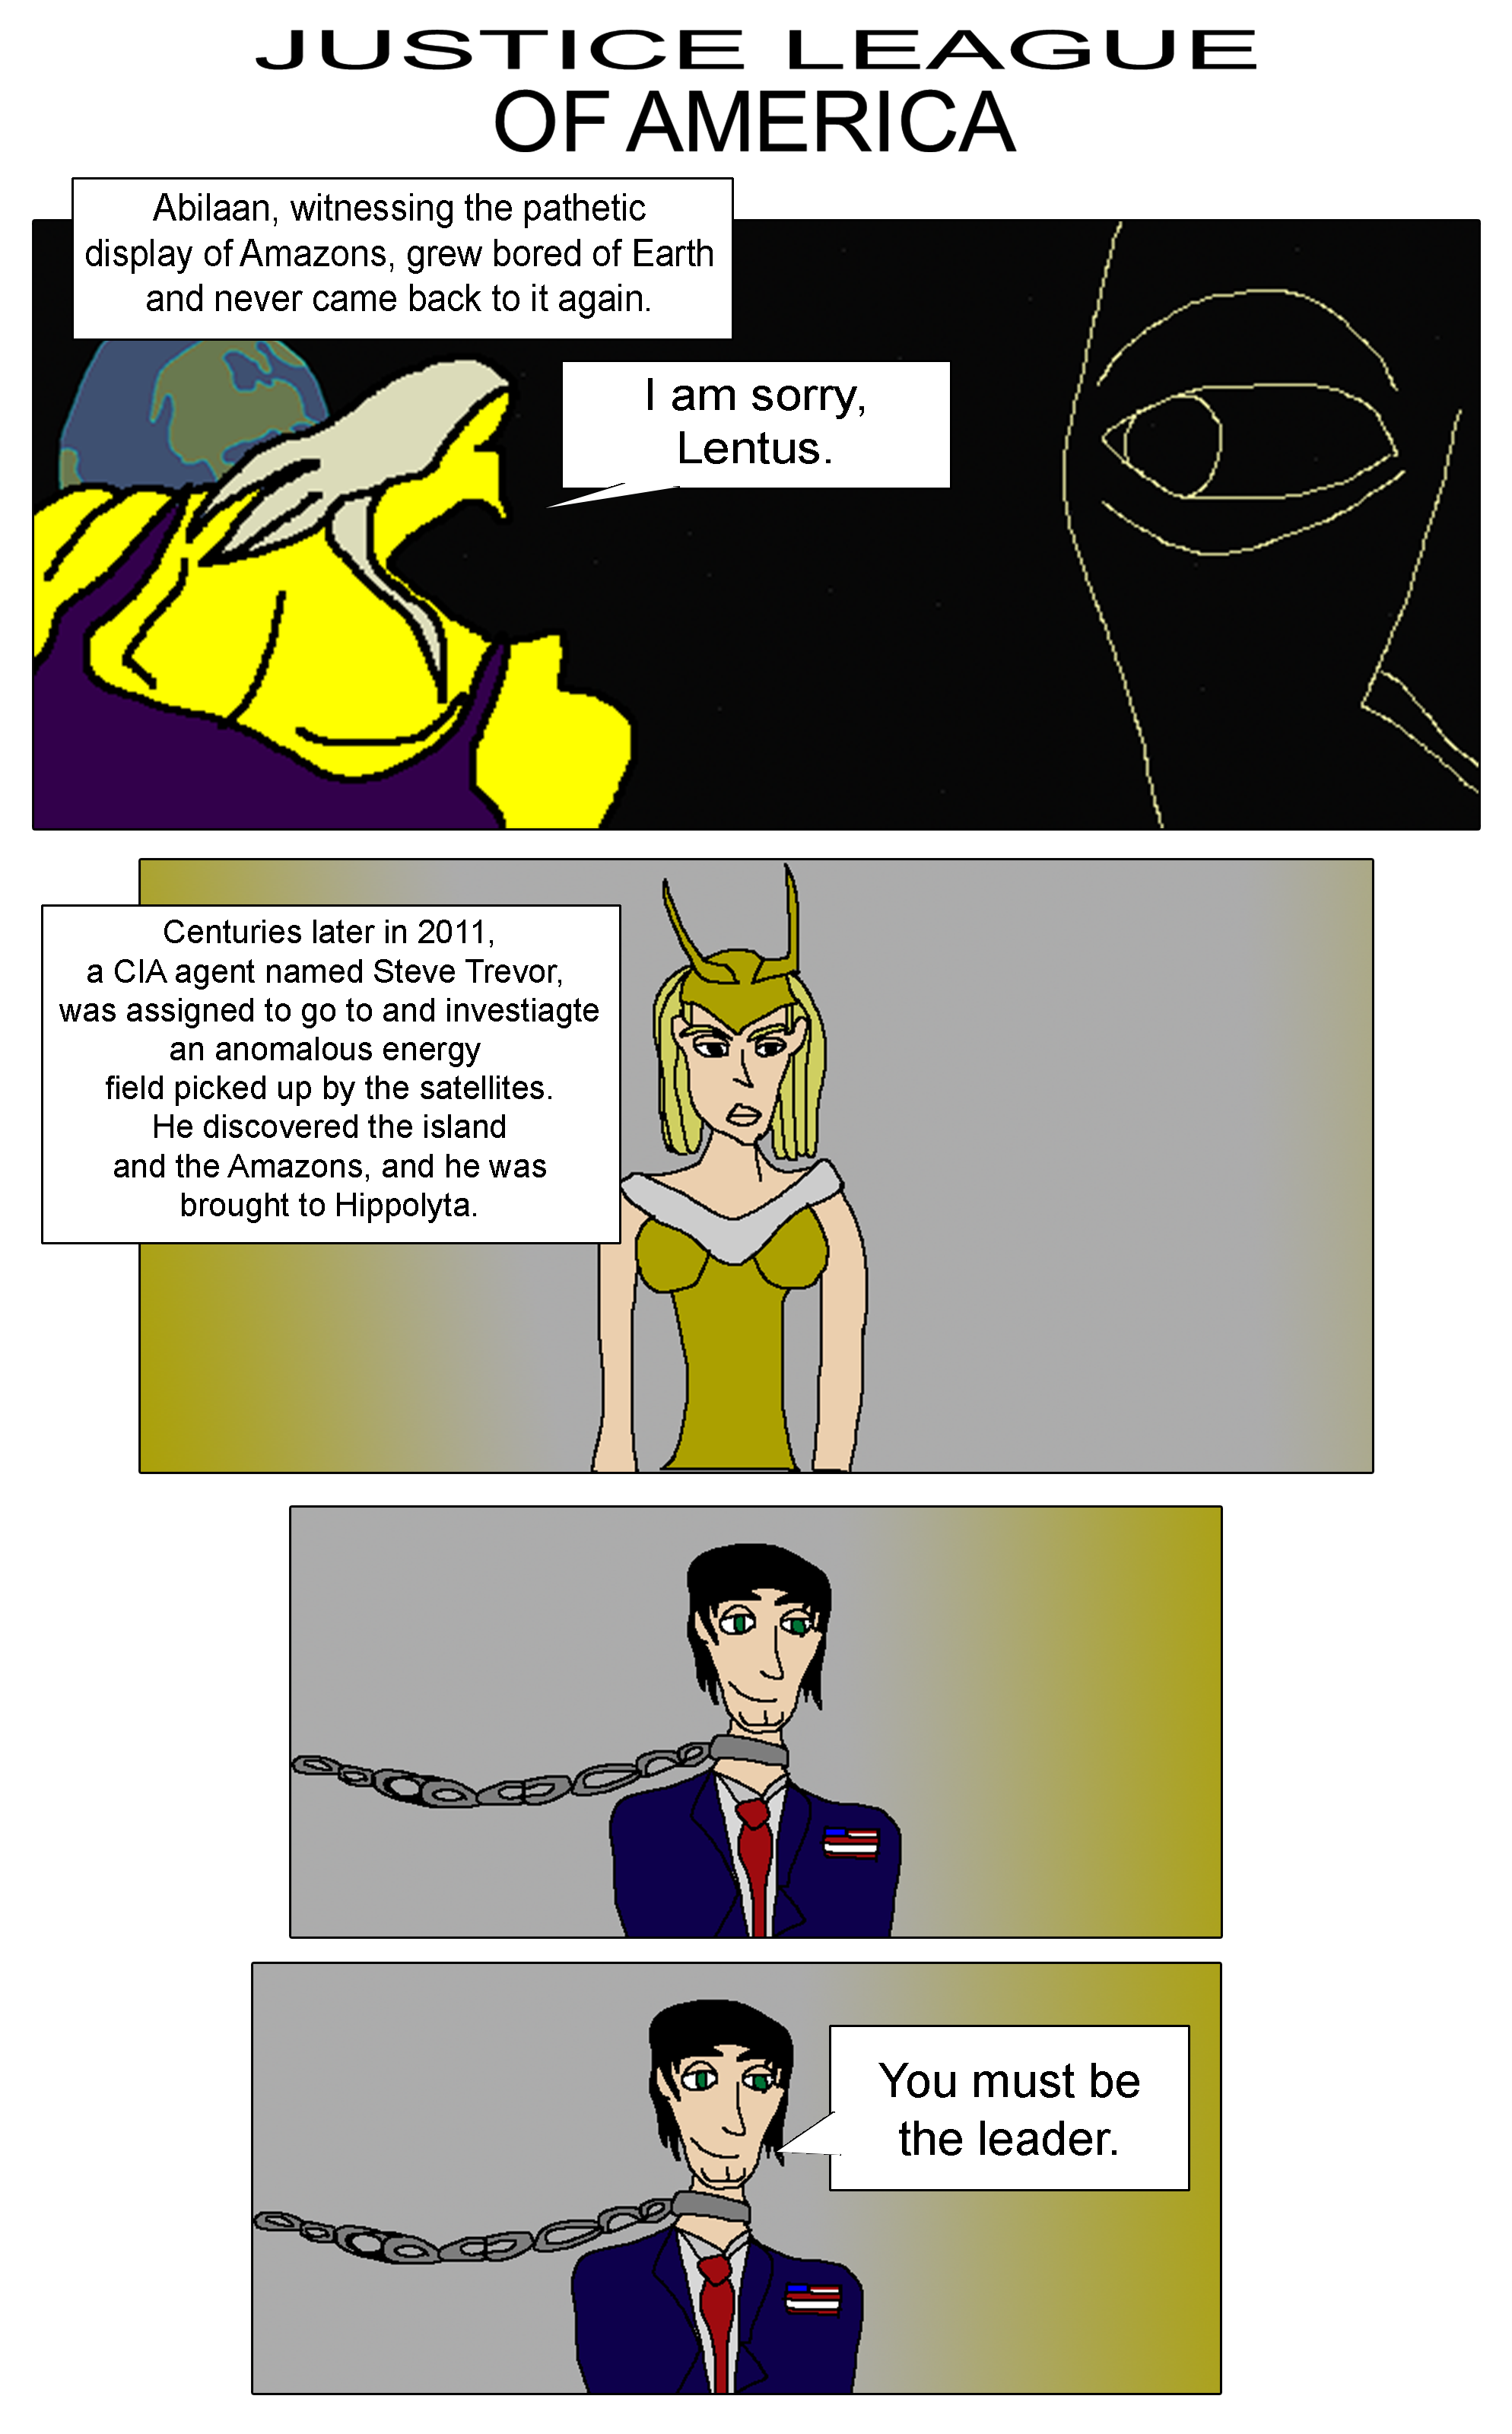 JUSTICE LEAGUE
OF AMERICA
Abilaan, witnessing the pathetic
display of Amazons, grew bored of Earth
and never came back to it again.
I am sorry,
Lentus.
Centuries later in 2011,
a CIA agent named Steve Trevor,
was assigned to go to and investiagte
an anomalous energy
field picked up by the satellites.
He discovered the island
and the Amazons, and he was
brought to Hippolyta.
You must be
the leader.